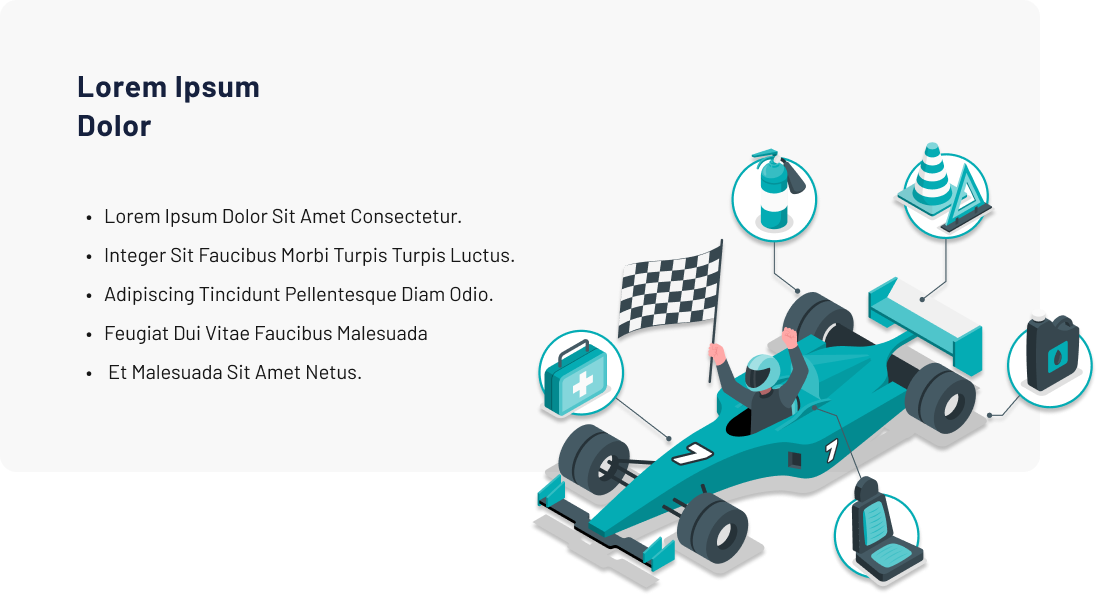 Lorem Ipsum
Dolor
• Lorem Ipsum Dolor Sit Amet Consectetur.
• Integer Sit Faucibus Morbi Turpis Turpis Luctus.
• Adipiscing Tincidunt Pellentesque Diam Odio.
• Feugiat Dui Vitae Faucibus Malesuada
• Et Malesuada Sit Amet Netus.
7
7